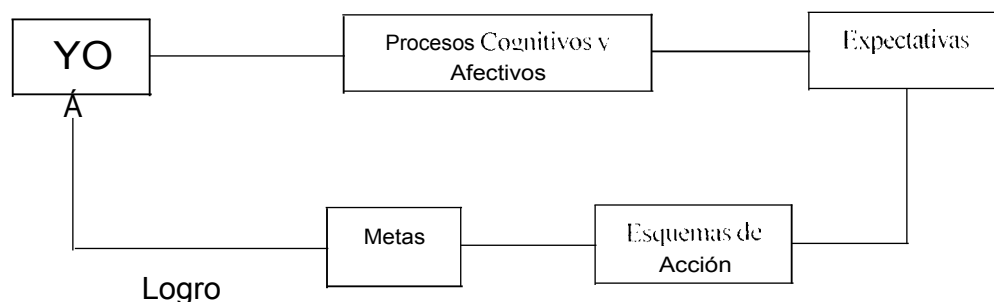 YO
Á
Procesos Cognitivos y
Afectivos
Expectativas
Metas
Esquemas de
Acción
Logro